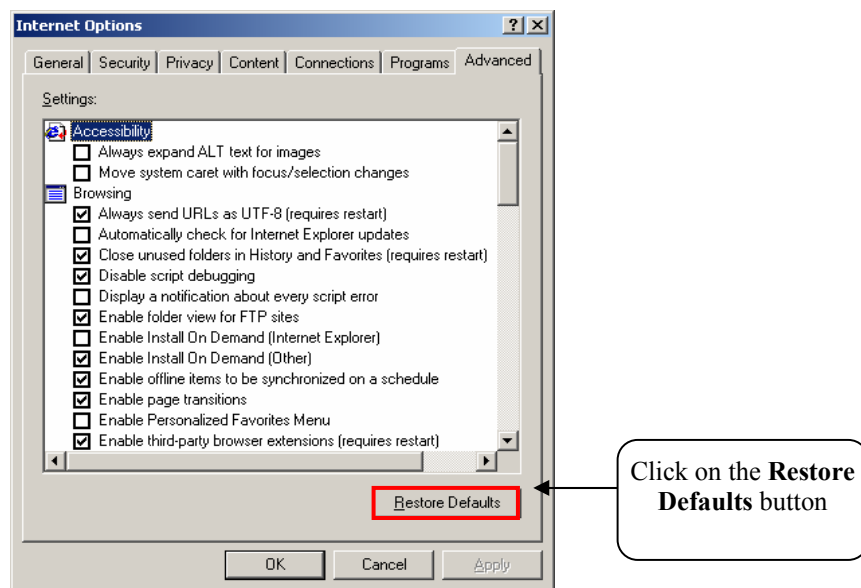 Internet Options
General Security Privacy Content Connections Programs Advanced
Settings:
Accessibility
Always expand ALT text for images
Move system caret with focus/selection changes
Browsing
Always send URLs as UTF-8 (requires restart)
Automatically check for Internet Explorer updates
Close unused folders in History and Favorites (requires restart)
Disable script debugging
Display a notification about every script error
Enable folder view for FTP sites
Enable Install On Demand (Internet Explorer)
Enable Install On Demand (Other)
Enable offline items to be synchronized on a schedule
Enable page transitions
Enable Personalized Favorites Menu
Enable third-party browser extensions (requires restart)
Restore Defaults
Click on the Restore
Defaults button
OK Cancel Apply